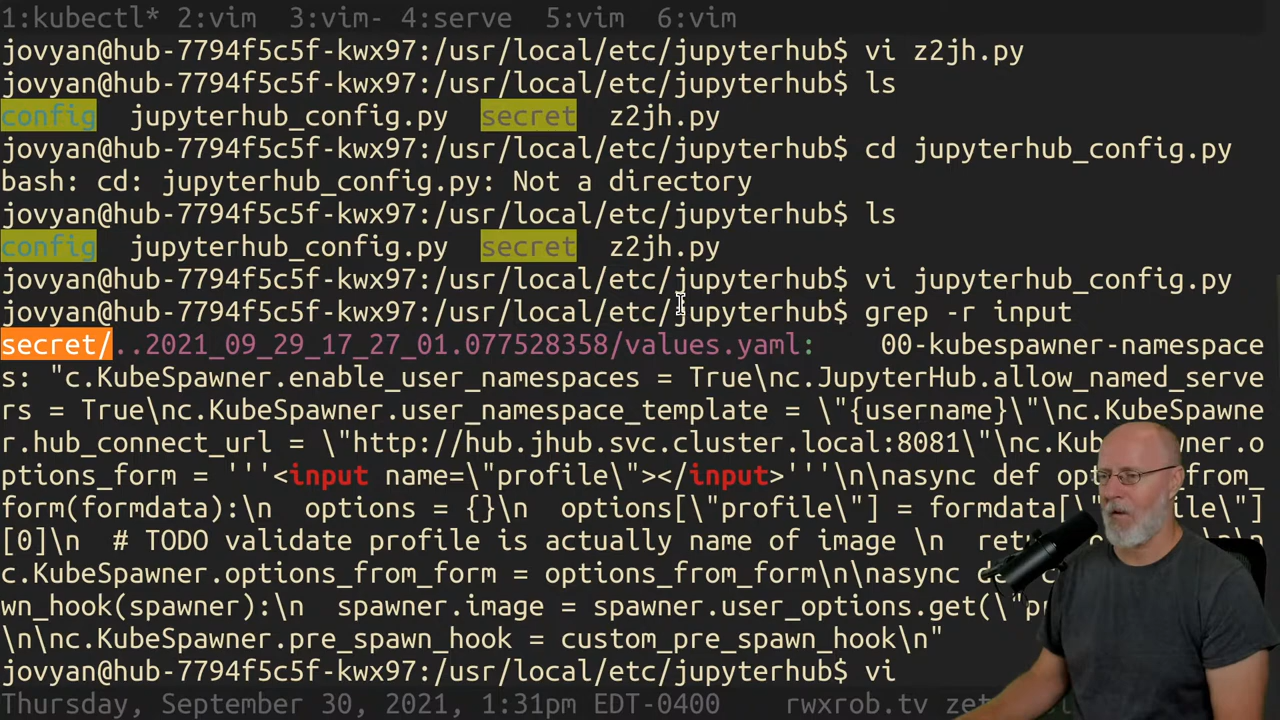 1:kubectl* 2:vim  3:vim- 4:serve  5:vim  6:vim
jovyan@hub-7794f5c5f-kwx97:/usr/local/etc/jupyterhub$ vi z2jh.py
jovyan@hub-7794f5c5f-kwx97:/usr/local/etc/jupyterhub$ ls
config  jupyterhub_config.py  secret  z2jh.py
jovyan@hub-7794f5c5f-kwx97:/usr/local/etc/jupyterhub$ cd jupyterhub_config.py
bash: cd: jupyterhub_config.py: Not a directory
jovyan@hub-7794f5c5f-kwx97:/usr/local/etc/jupyterhub$ ls
config  jupyterhub_config.py  secret  z2jh.py
jovyan@hub-7794f5c5f-kwx97:/usr/local/etc/jupyterhub$ vi jupyterhub_config.py
jovyan@hub-7794f5c5f-kwx97:/usr/local/etc/jupyterhub$ grep -r input
secret/..2021_09_29_17_27_01.077528358/values.yaml:    00-kubespawner-namespace
s: "c.KubeSpawner.enable_user_namespaces = True\nc.JupyterHub.allow_named_serve
rs = True\nc.KubeSpawner.user_namespace_template = \"{username}\"\nc.KubeSpawne
r.hub_connect_url = \"http://hub.jhub.svc.cluster.local:8081\"\nc.Ku wner.o
ptions_form = '''<input name=\"profile\"></input>'''\n\nasync def op from_
form(formdata):\n  options = {}\n  options[\"profile\"] = formdata[\ ile\"]
[0]\n  # TODO validate profile is actually name of image \n
c.KubeSpawner.options_from_form = options_from_form\n\nasync
wn_hook(spawner):\n  spawner.image = spawner.user_options.get(\"p
\n\nc.KubeSpawner.pre_spawn_hook = custom_pre_spawn_hook\n"
jovyan@hub-7794f5c5f-kwx97:/usr/local/etc/jupyterhub$ vi
Thursday, September 30, 2021, 1:31pm EDT-0400    rwxrob.tv